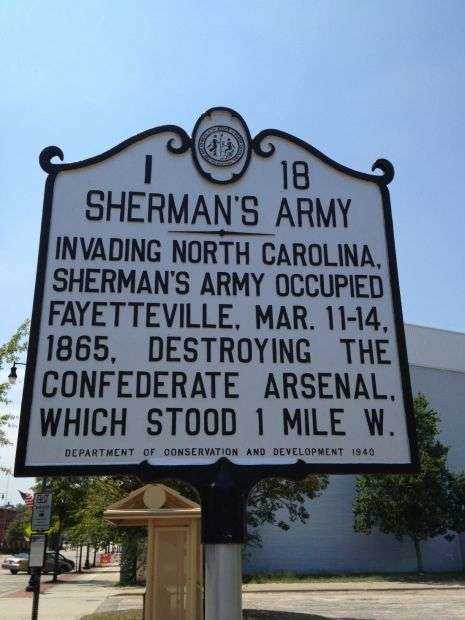 I 18
SHERMAN'S ARMY
INVADING NORTH CAROLINA,
SHERMAN'S ARMY OCCUPIED
FAYETTEVILLE, MAR. 11-14,
1865, DESTROYING THE
CONFEDERATE ARSENAL,
WHICH STOOD 1 MILE W.
DEPARTMENT OF CONSERVATION AND DEVELOPMENT 1940